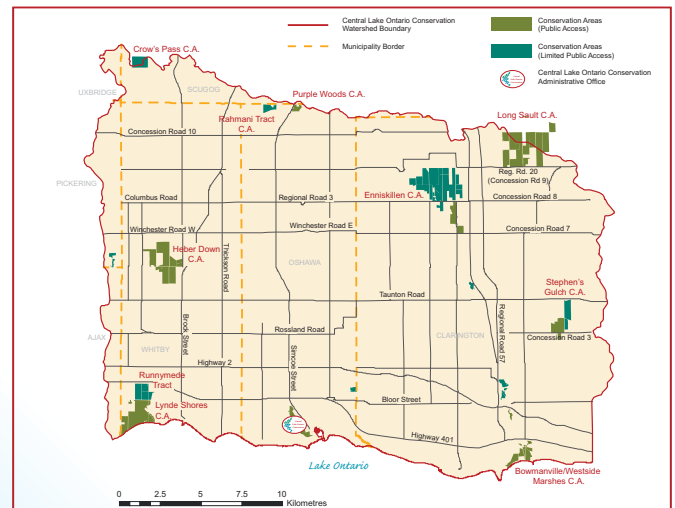 Central Lake Ontario Conservation
Watershed Boundary
Municipality Border
Conservation Areas
(Public Access)
Conservation Areas
(Limited Public Access)
Central Lake Ontario Conservation
Administrative Office
Crow's Pass C.A.
UXBRIDGE
SCUGOG
Purple Woods C.A.
Rahmani Tract
C.A.
Long Sault C.A.
Concession Road 10
Reg. Rd. 20
(Concession Rd 9)
PICKERING
Enniskillen C.A.
Columbus Road
Regional Road 3
Concession Road 8
Winchester Road W
Winchester Road E
Concession Road 7
Heber Down
C.A.
Thickson Road
OSHAWA
Stephen's
Gulch C.A.
Taunton Road
Brock Street
Regional Road 57
Rossland Road
AJAX
WHITBY
Simcoe Street
CLARINGTON
Concession Road 3
Highway 2
Runnymede
Tract
Lynde Shores
C.A.
Bloor Street
Highway 401
Lake Ontario
Bowmanville/Westside
Marshes C.A.
0 2.5 5 7.5 10
Kilometres